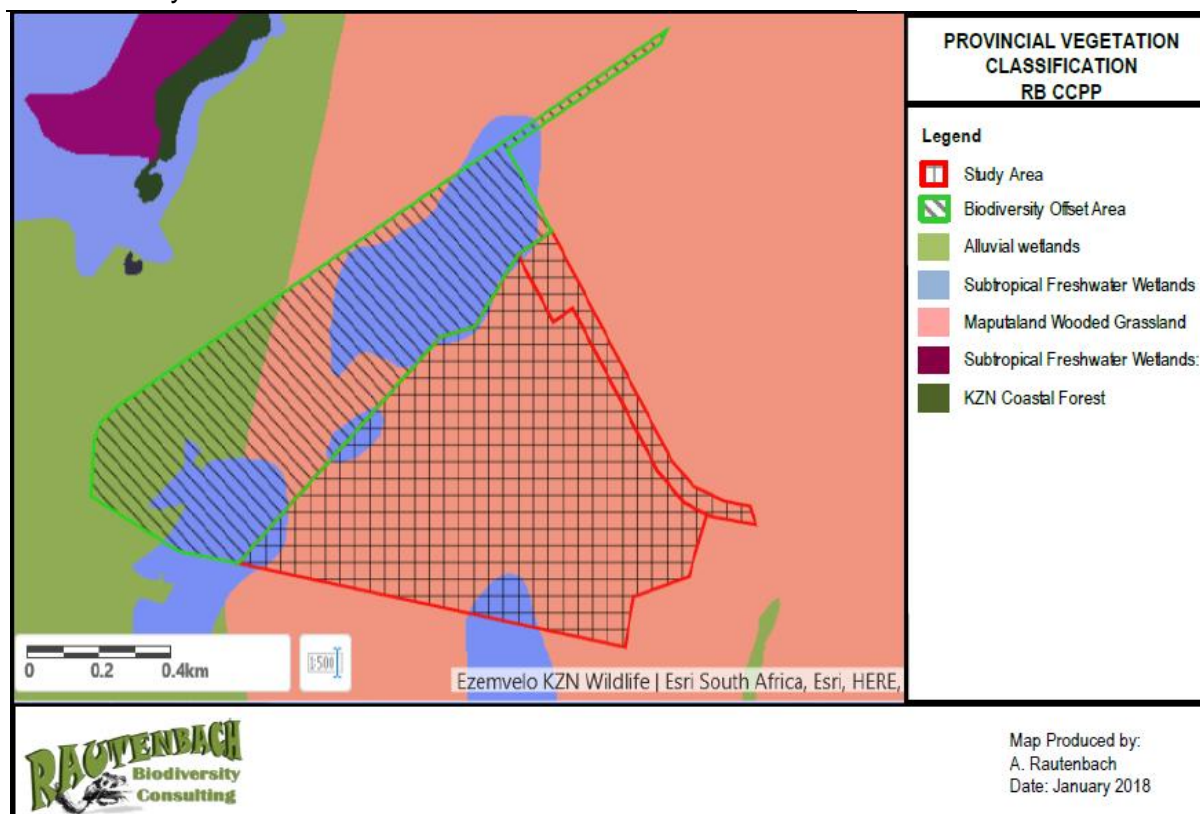 PROVINCIAL VEGETATION
CLASSIFICATION
RB CCPP
Legend
Study Area
Biodiversity Offset Area
Alluvial wetlands
Subtropical Freshwater Wetlands
Maputaland Wooded Grassland
Subtropical Freshwater Wetlands:
KZN Coastal Forest
0 0.2 0.4km
1:500
Ezemvelo KZN Wildlife | Esri South Africa, Esri, HERE,
RAUTENBACH
Biodiversity
Consulting
Map Produced by:
A. Rautenbach
Date: January 2018